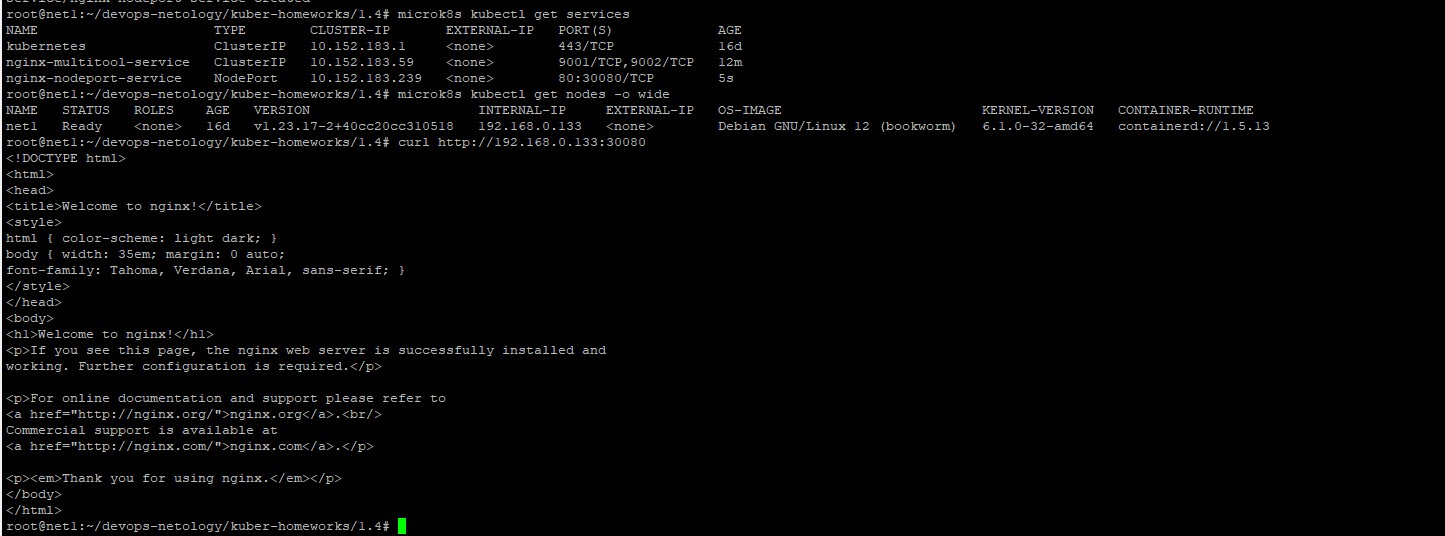 service/nginx-nodeport-service created
root@net1:~/devops-netology/kuber-homeworks/1.4# microk8s kubectl get services
NAME                      TYPE        CLUSTER-IP       EXTERNAL-IP   PORT(S)             AGE
kubernetes                ClusterIP   10.152.183.1     <none>        443/TCP             16d
nginx-multitool-service   ClusterIP   10.152.183.59    <none>        9001/TCP,9002/TCP   12m
nginx-nodeport-service    NodePort    10.152.183.239   <none>        80:30080/TCP        5s
root@net1:~/devops-netology/kuber-homeworks/1.4# microk8s kubectl get nodes -o wide
NAME   STATUS   ROLES    AGE   VERSION                    INTERNAL-IP     EXTERNAL-IP   OS-IMAGE                         KERNEL-VERSION   CONTAINER-RUNTIME
net1   Ready    <none>   16d   v1.23.17-2+40cc20cc310518   192.168.0.133   <none>        Debian GNU/Linux 12 (bookworm)   6.1.0-32-amd64   containerd://1.5.13
root@net1:~/devops-netology/kuber-homeworks/1.4# curl http://192.168.0.133:30080
<!DOCTYPE html>
<html>
<head>
<title>Welcome to nginx!</title>
<style>
html { color-scheme: light dark; }
body { width: 35em; margin: 0 auto;
font-family: Tahoma, Verdana, Arial, sans-serif; }
</style>
</head>
<body>
<h1>Welcome to nginx!</h1>
<p>If you see this page, the nginx web server is successfully installed and
working. Further configuration is required.</p>

<p>For online documentation and support please refer to
<a href="http://nginx.org/">nginx.org</a>.<br/>
Commercial support is available at
<a href="http://nginx.com/">nginx.com</a>.</p>

<p><em>Thank you for using nginx.</em></p>
</body>
</html>
root@net1:~/devops-netology/kuber-homeworks/1.4#